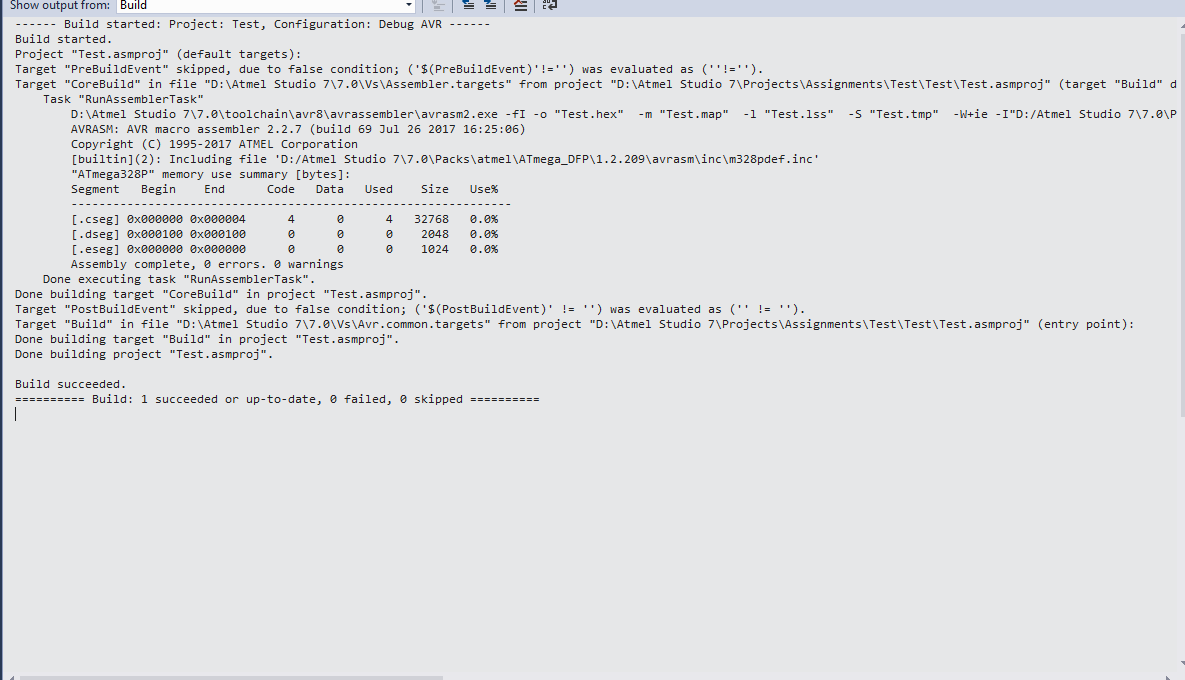 Show output from: Build
------ Build started: Project: Test, Configuration: Debug AVR ------
Build started.
Project "Test.asmproj" (default targets):
Target "PreBuildEvent" skipped, due to false condition; ('$(PreBuildEvent)'!='') was evaluated as (''!='').
Target "CoreBuild" in file "D:\Atmel Studio 7\7.0\Vs\Assembler.targets" from project "D:\Atmel Studio 7\Projects\Assignments\Test\Test\Test.asmproj" (target "Build" d
Task "RunAssemblerTask"
D:\Atmel Studio 7\7.0\toolchain\avr8\avrassembler\avrasm2.exe -fI -o "Test.hex"  -m "Test.map"  -l "Test.lss"  -S "Test.tmp"  -W+ie -I"D:/Atmel Studio 7\7.0\P
AVRASM: AVR macro assembler 2.2.7 (build 69 Jul 26 2017 16:25:06)
Copyright (C) 1995-2017 ATMEL Corporation
[builtin](2): Including file 'D:/Atmel Studio 7\7.0\Packs\atmel\ATmega_DFP\1.2.209\avrasm\inc\m328pdef.inc'
"ATmega328P" memory use summary [bytes]:
Segment   Begin    End      Code   Data   Used    Size   Use%
---------------------------------------------------------------
[.cseg] 0x000000 0x000004      4      0      4   32768   0.0%
[.dseg] 0x000100 0x000100      0      0      0    2048   0.0%
[.eseg] 0x000000 0x000000      0      0      0    1024   0.0%
Assembly complete, 0 errors. 0 warnings
Done executing task "RunAssemblerTask".
Done building target "CoreBuild" in project "Test.asmproj".
Target "PostBuildEvent" skipped, due to false condition; ('$(PostBuildEvent)' != '') was evaluated as ('' != '').
Target "Build" in file "D:\Atmel Studio 7\7.0\Vs\Avr.common.targets" from project "D:\Atmel Studio 7\Projects\Assignments\Test\Test\Test.asmproj" (entry point):
Done building target "Build" in project "Test.asmproj".
Done building project "Test.asmproj".
Build succeeded.
========== Build: 1 succeeded or up-to-date, 0 failed, 0 skipped ==========